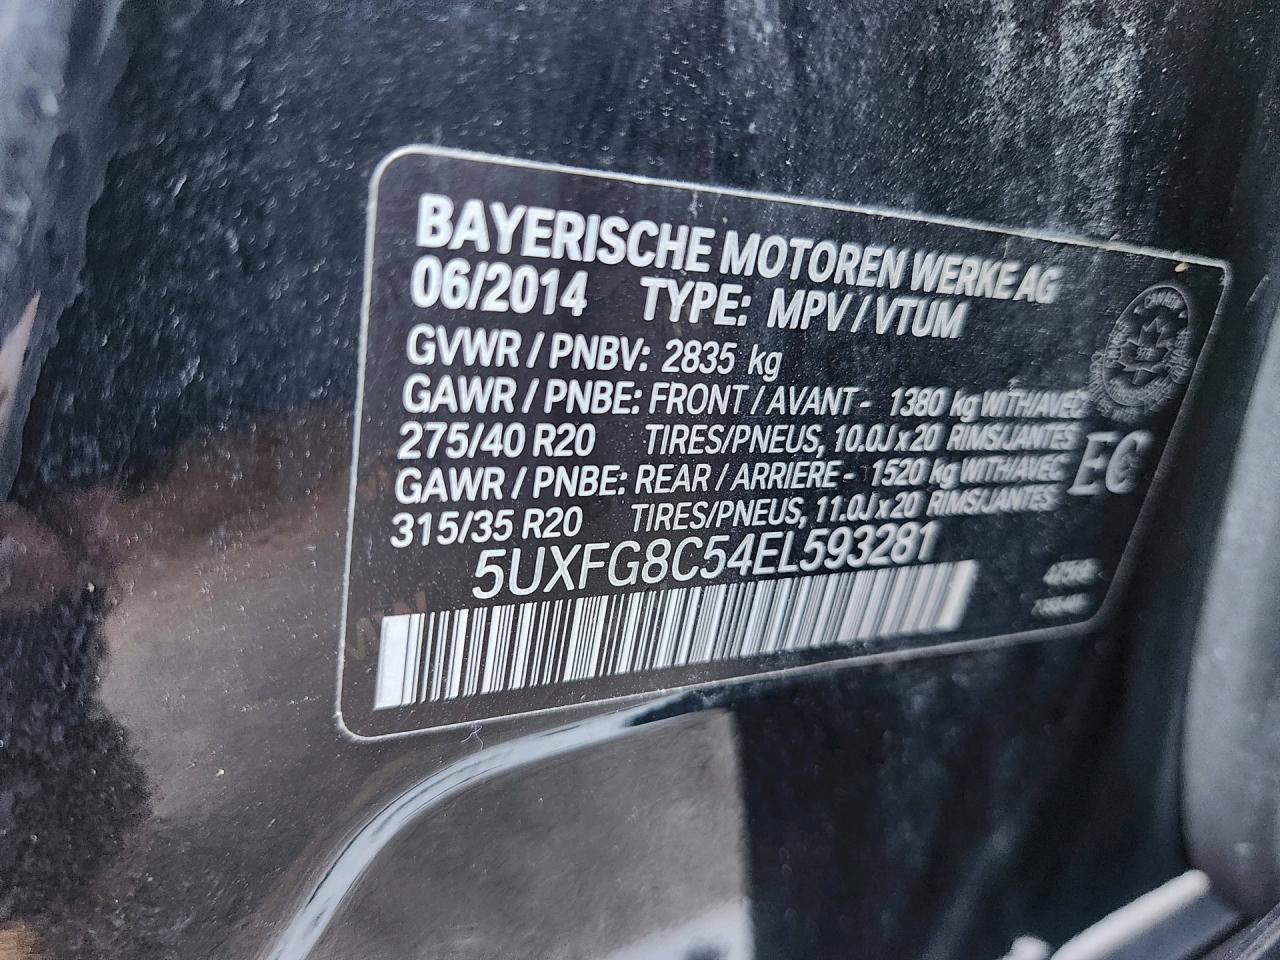 BAYERISCHE MOTOREN WERKE AG
06/2014 TYPE: MPV / VTUM
GVWR / PNBV: 2835 kg
GAWR / PNBE: FRONT / AVANT - 1380 kg WITH/AVEC
275/40 R20 TIRES/PNEUS, 10.0J x 20 RIMS/JANTES
GAWR / PNBE: REAR / ARRIERE - 1520 kg WITH/AVEC
315/35 R20 TIRES/PNEUS, 11.0J x 20 RIMS/JANTES
EC
5UXFG8C54EL593281
CANADA